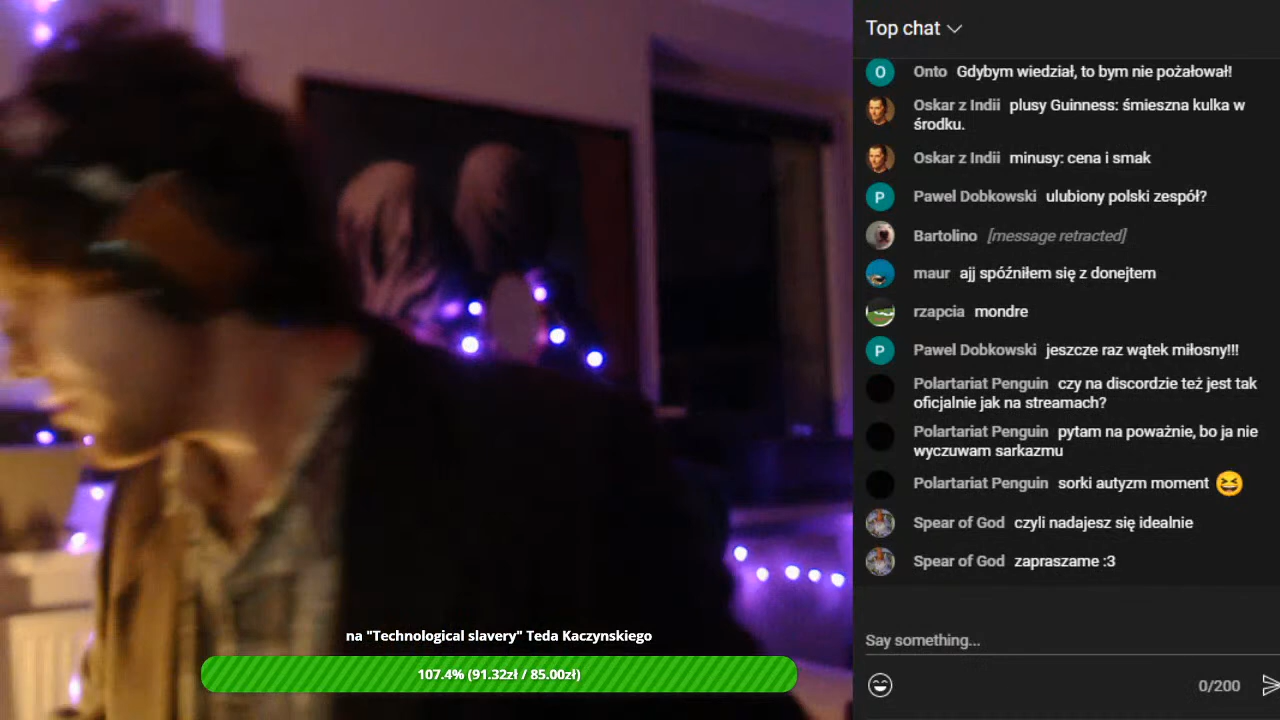 Top chat
Onto Gdybym wiedział, to bym nie pożałował!
Oskar z Indii plusy Guinness: śmieszna kulka w
środku.
Oskar z Indii minusy: cena i smak
Pawel Dobkowski ulubiony polski zespół?
Bartolino [message retracted]
maur ajj spóźniłem się z donejtem
rzapcia mondre
Pawel Dobkowski jeszcze raz wątek miłosny!!!
Polartariat Penguin czy na discordzie też jest tak
oficjalnie jak na streamach?
Polartariat Penguin pytam na poważnie, bo ja nie
wyczuwam sarkazmu
Polartariat Penguin sorki autyzm moment 😆
Spear of God czyli nadajesz się idealnie
Spear of God zapraszame :3
Say something...
0/200
na "Technological slavery" Teda Kaczynskiego
107.4% (91.32zł / 85.00zł)